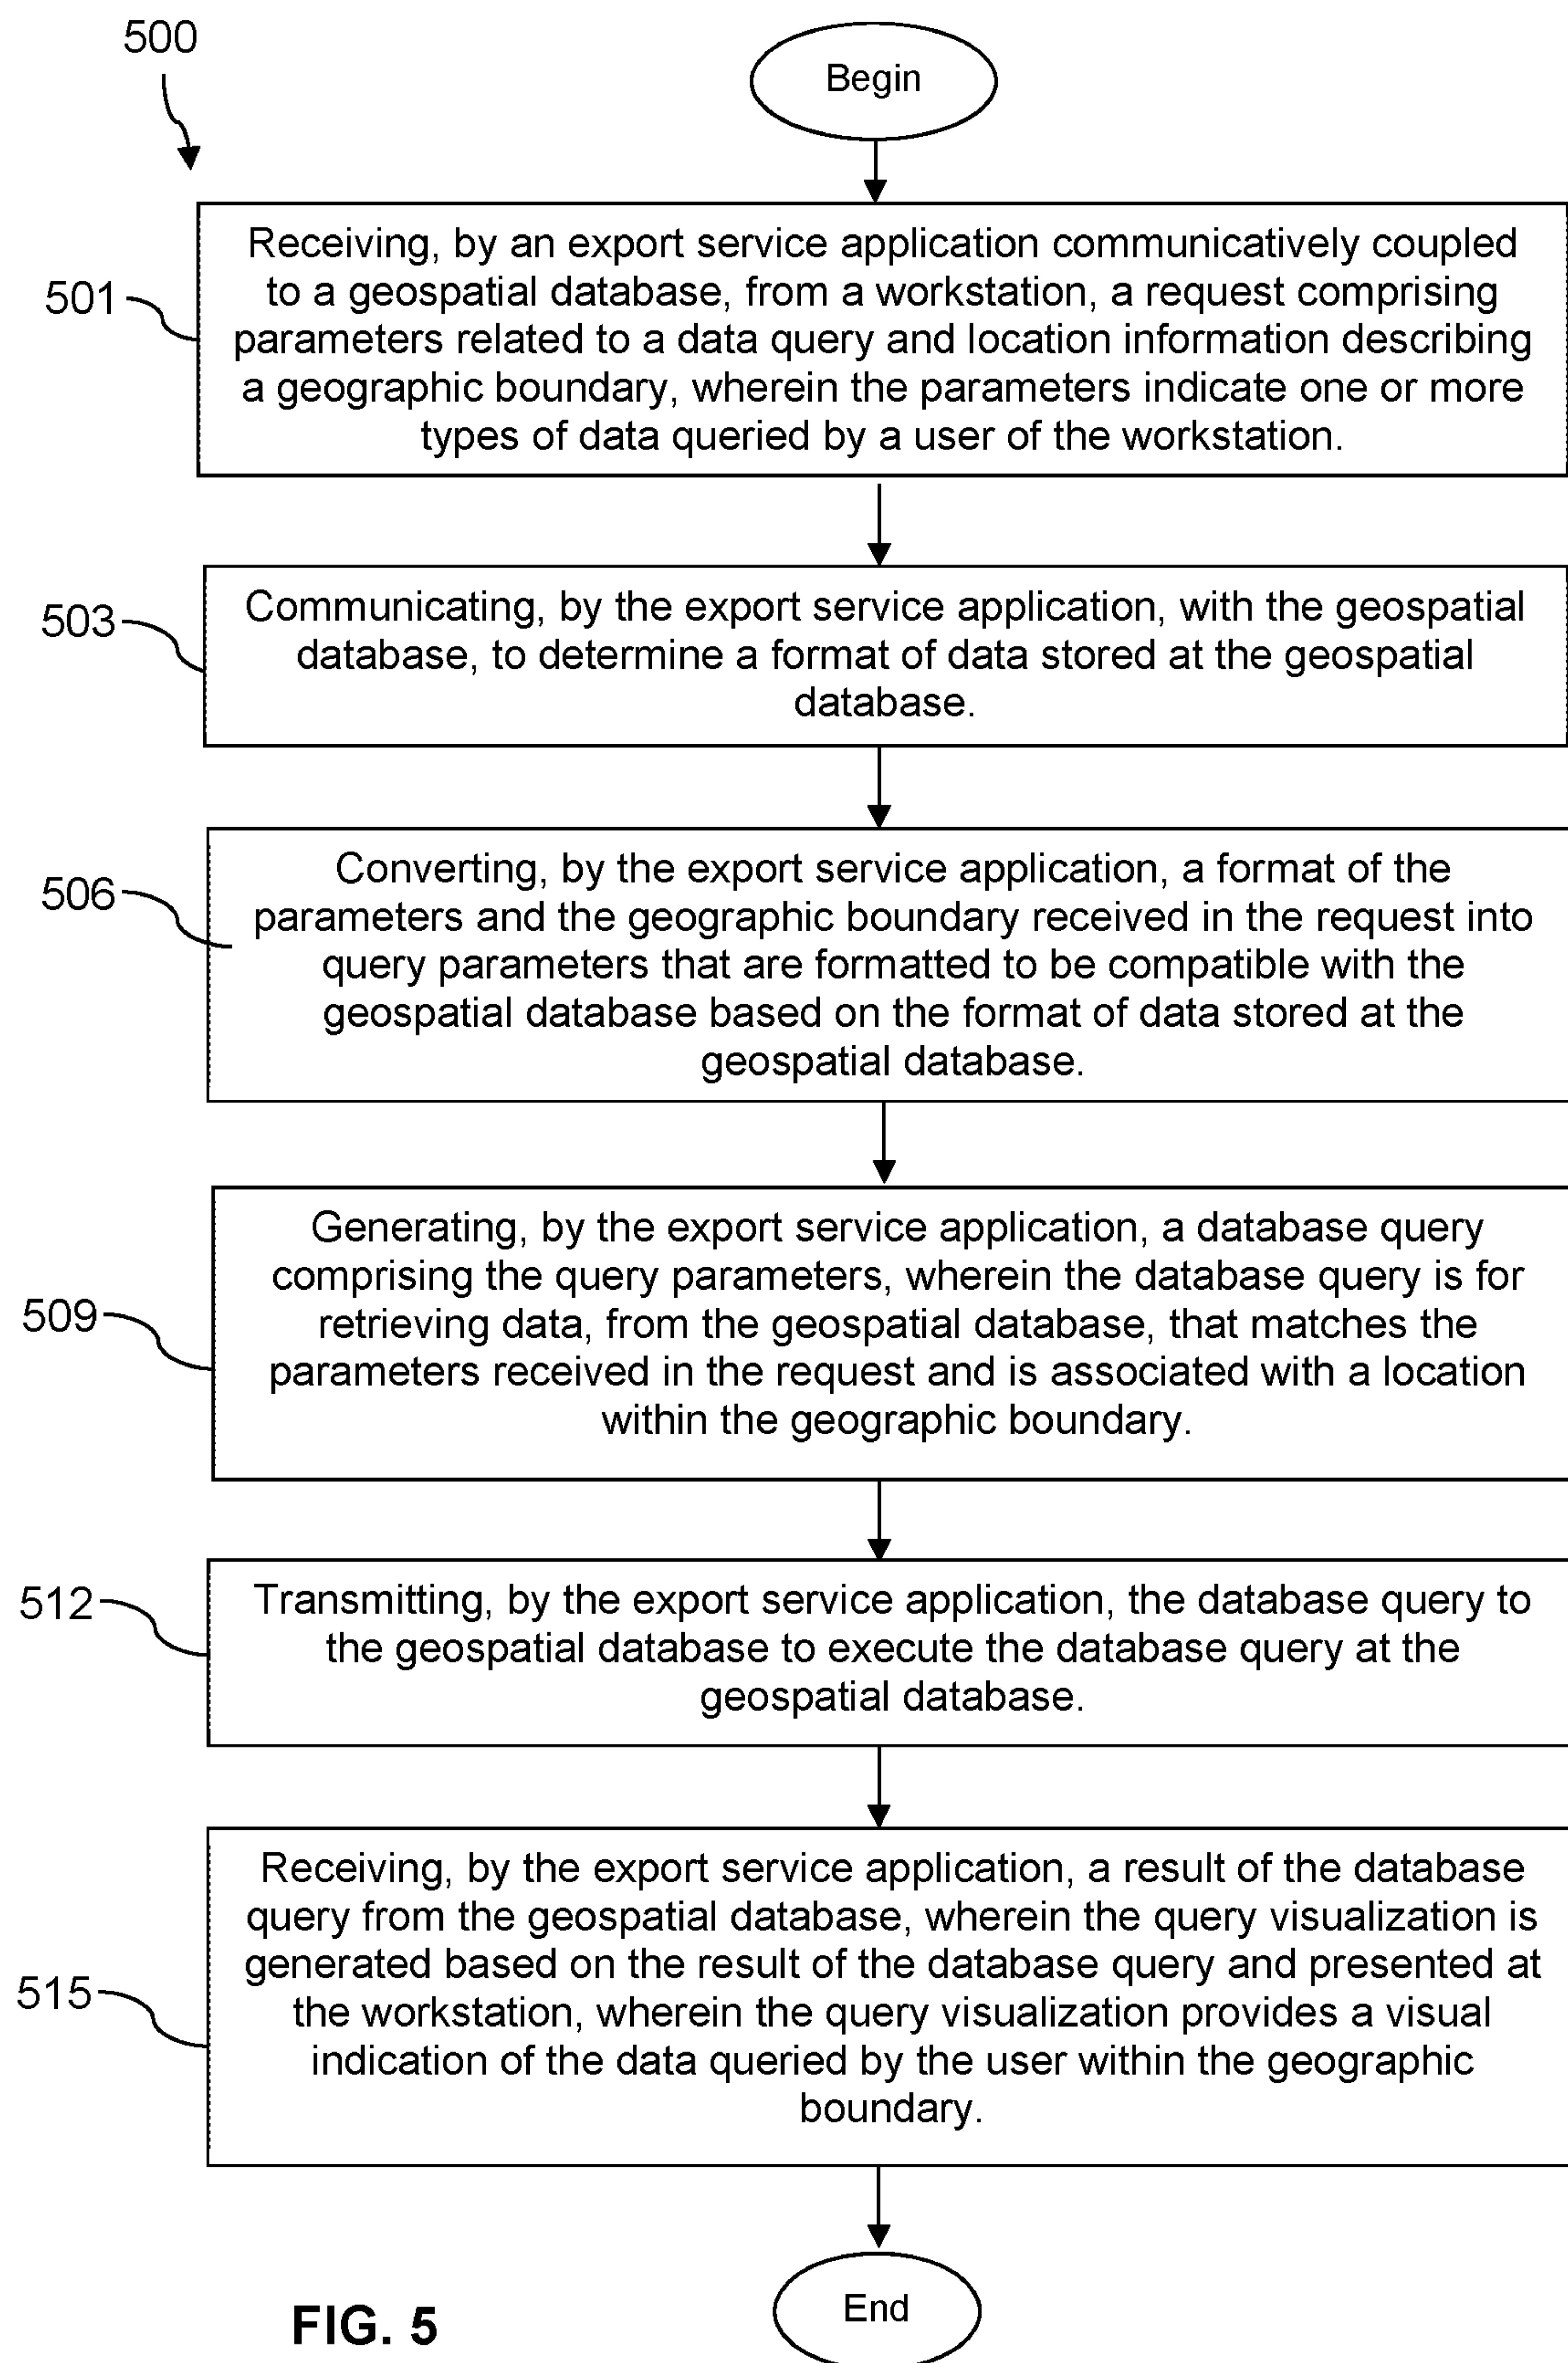 500
Begin
501
Receiving, by an export service application communicatively coupled
to a geospatial database, from a workstation, a request comprising
parameters related to a data query and location information describing
a geographic boundary, wherein the parameters indicate one or more
types of data queried by a user of the workstation.
503
Communicating, by the export service application, with the geospatial
database, to determine a format of data stored at the geospatial
database.
506
Converting, by the export service application, a format of the
parameters and the geographic boundary received in the request into
query parameters that are formatted to be compatible with the
geospatial database based on the format of data stored at the
geospatial database.
509
Generating, by the export service application, a database query
comprising the query parameters, wherein the database query is for
retrieving data, from the geospatial database, that matches the
parameters received in the request and is associated with a location
within the geographic boundary.
512
Transmitting, by the export service application, the database query to
the geospatial database to execute the database query at the
geospatial database.
515
Receiving, by the export service application, a result of the database
query from the geospatial database, wherein the query visualization is
generated based on the result of the database query and presented at
the workstation, wherein the query visualization provides a visual
indication of the data queried by the user within the geographic
boundary.
End
FIG. 5